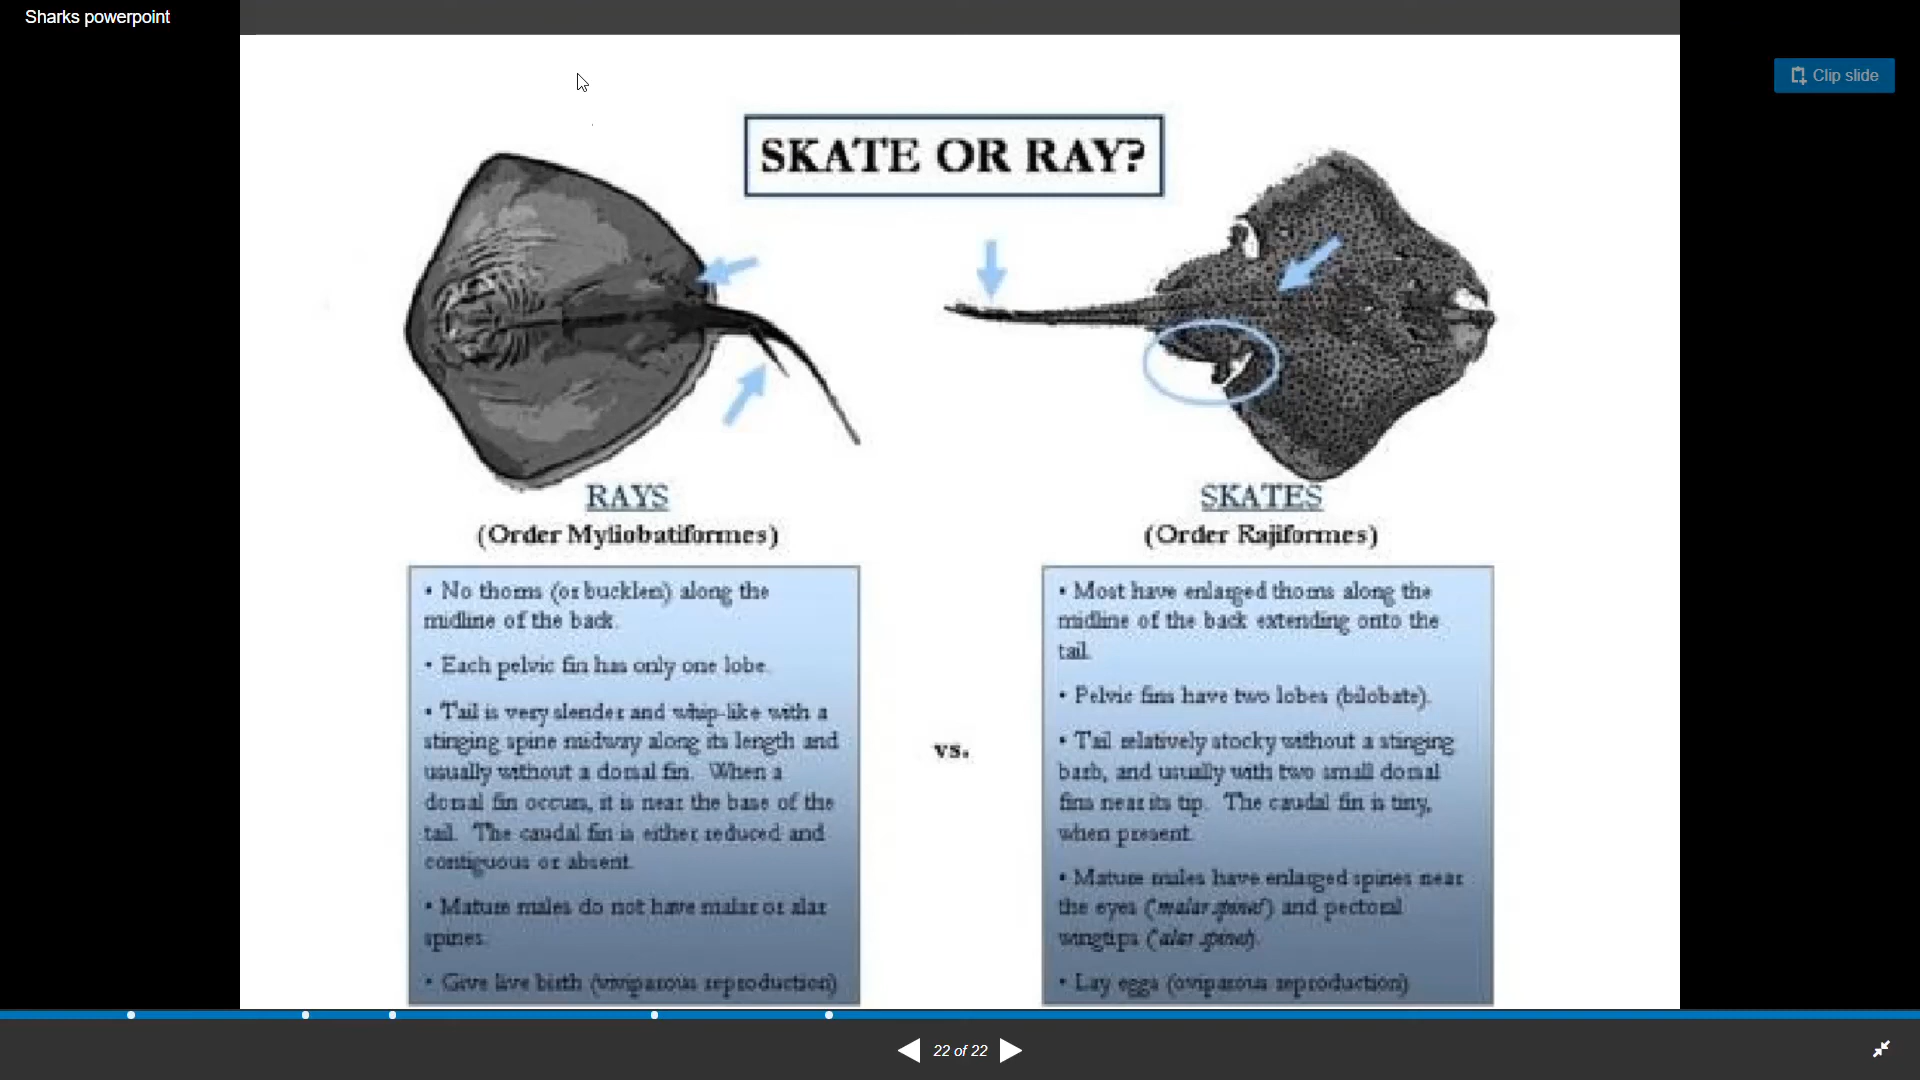 Sharks powerpoint
Clip slide
SKATE OR RAY?
RAYS
(Order Myliobatiformes)
• No thorns (or bucklers) along the
midline of the back.
• Each pelvic fin has only one lobe.
• Tail is very slender and whip-like with a
stinging spine midway along its length and
usually without a dorsal fin. When a
dorsal fin occurs, it is near the base of the
tail. The caudal fin is either reduced and
contiguous or absent.
• Mature males do not have malar or alar
spines.
• Give live birth (viviparous reproduction)
vs.
SKATES
(Order Rajiformes)
• Most have enlarged thorns along the
midline of the back extending onto the
tail.
• Pelvic fins have two lobes (bilobate).
• Tail relatively stocky without a stinging
barb, and usually with two small dorsal
fins near its tip. The caudal fin is tiny,
when present.
• Mature males have enlarged spines near
the eyes ('malar spines') and pectoral
wingtips ('alar spines').
• Lay eggs (oviparous reproduction)
22 of 22